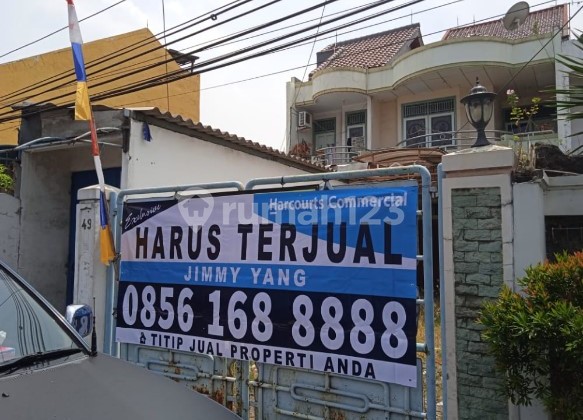 Exclusive
Harcourts Commercial
rumah123
HARUS TERJUAL
JIMMY YANG
0856 168 8888
& TITIP JUAL PROPERTI ANDA
49